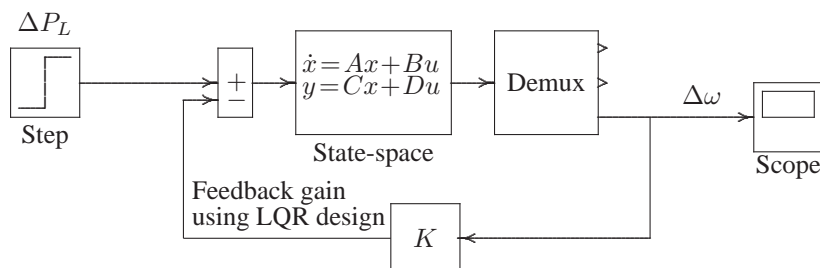 ΔP_L
Step
+
−
ẋ = Ax + Bu
y = Cx + Du
State-space
Demux
Δω
Scope
Feedback gain
using LQR design
K